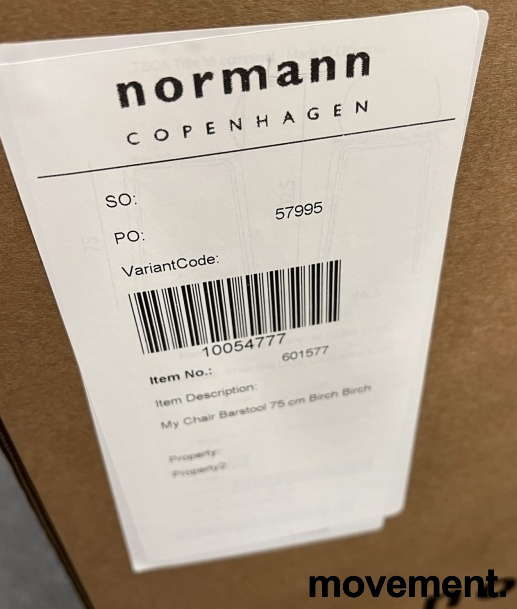 normann
COPENHAGEN
SO:
PO: 57995
VariantCode:
10054777
Item No.: 601577
Item Description:
My Chair Barstool 75 cm Birch Birch
Property:
Property2:
movement.